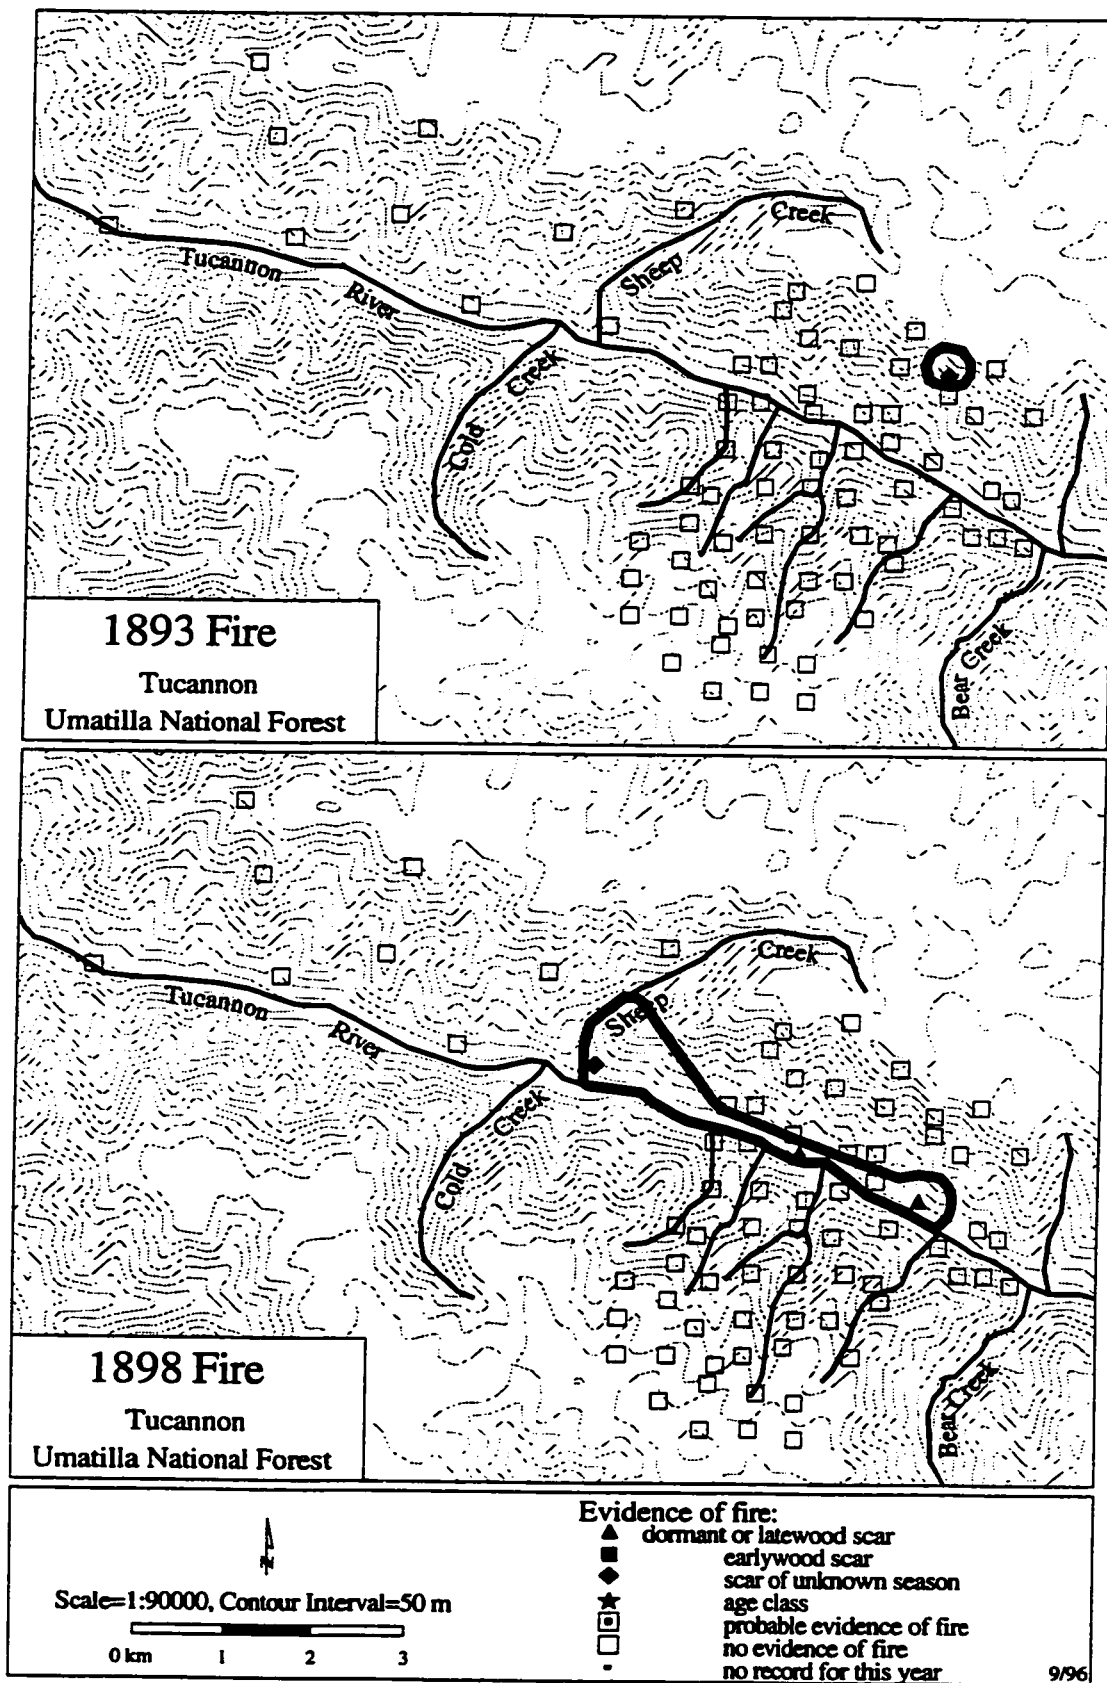 Creek
Sheep
Tucannon
River
Creek
Cold
Bear Creek
1893 Fire
Tucannon
Umatilla National Forest
Creek
Sheep
Tucannon
River
Creek
Cold
Bear Creek
1898 Fire
Tucannon
Umatilla National Forest
Evidence of fire:
dormant or latewood scar
earlywood scar
scar of unknown season
age class
probable evidence of fire
no evidence of fire
no record for this year
N
Scale=1:90000, Contour Interval=50 m
0 km 1 2 3
9/96